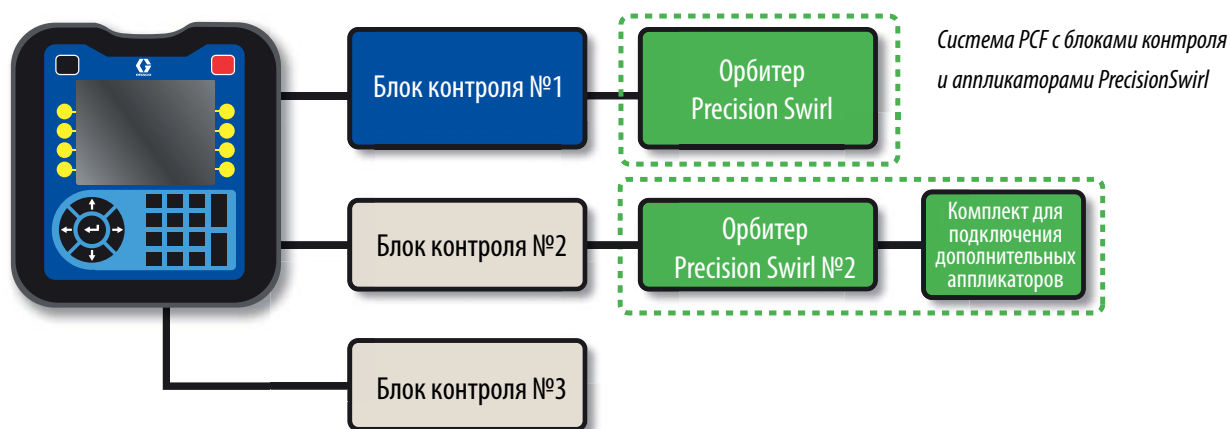 Система PCF с блоками контроля
и аппликаторами PrecisionSwirl
Блок контроля №1
Орбитер
Precision Swirl
Блок контроля №2
Орбитер
Precision Swirl №2
Комплект для
подключения
дополнительных
аппликаторов
Блок контроля №3